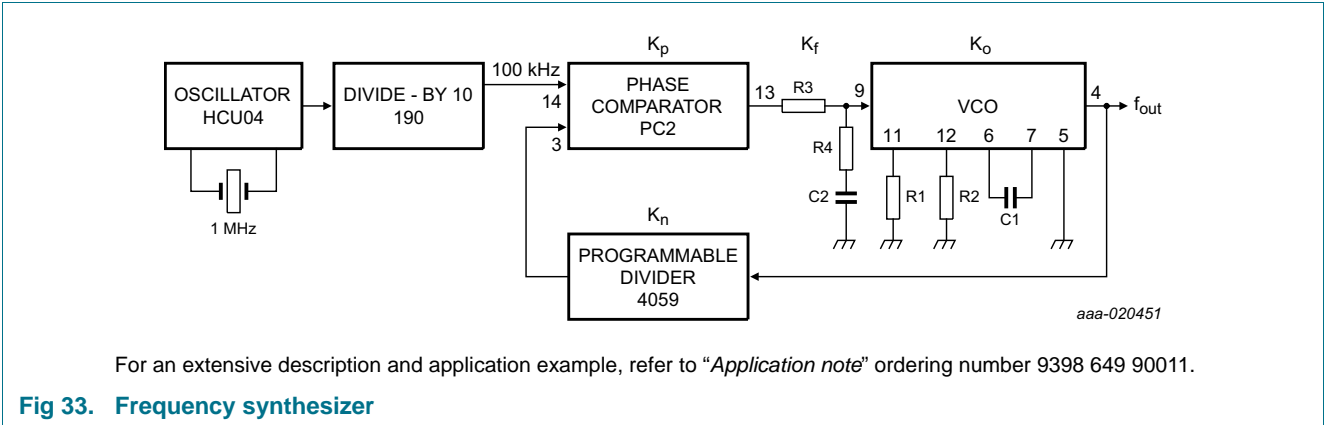 Kp
Kf
Ko
OSCILLATOR
HCU04
DIVIDE - BY 10
190
100 kHz
14
3
PHASE
COMPARATOR
PC2
13
R3
9
VCO
4
fout
11
12
6
7
5
R4
C2
R1
R2
C1
1 MHz
Kn
PROGRAMMABLE
DIVIDER
4059
aaa-020451
For an extensive description and application example, refer to “Application note” ordering number 9398 649 90011.
Fig 33. Frequency synthesizer